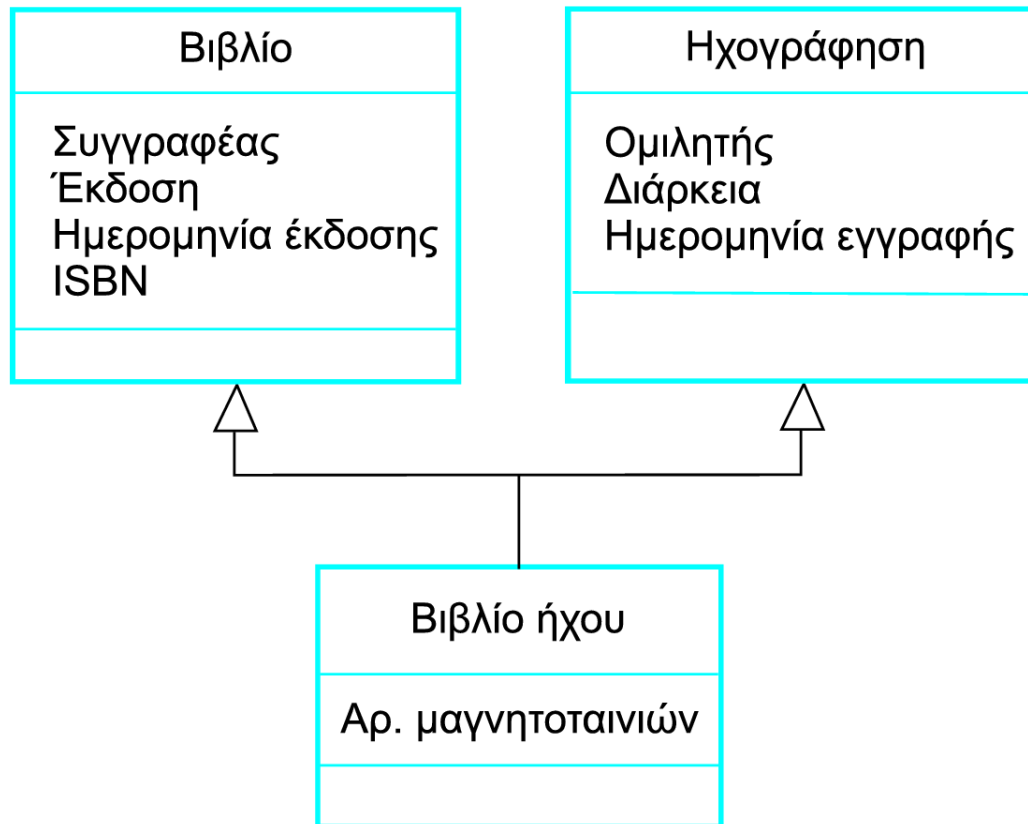 Βιβλίο
Συγγραφέας
Έκδοση
Ημερομηνία έκδοσης
ISBN
Ηχογράφηση
Ομιλητής
Διάρκεια
Ημερομηνία εγγραφής
Βιβλίο ήχου
Αρ. μαγνητοταινιών